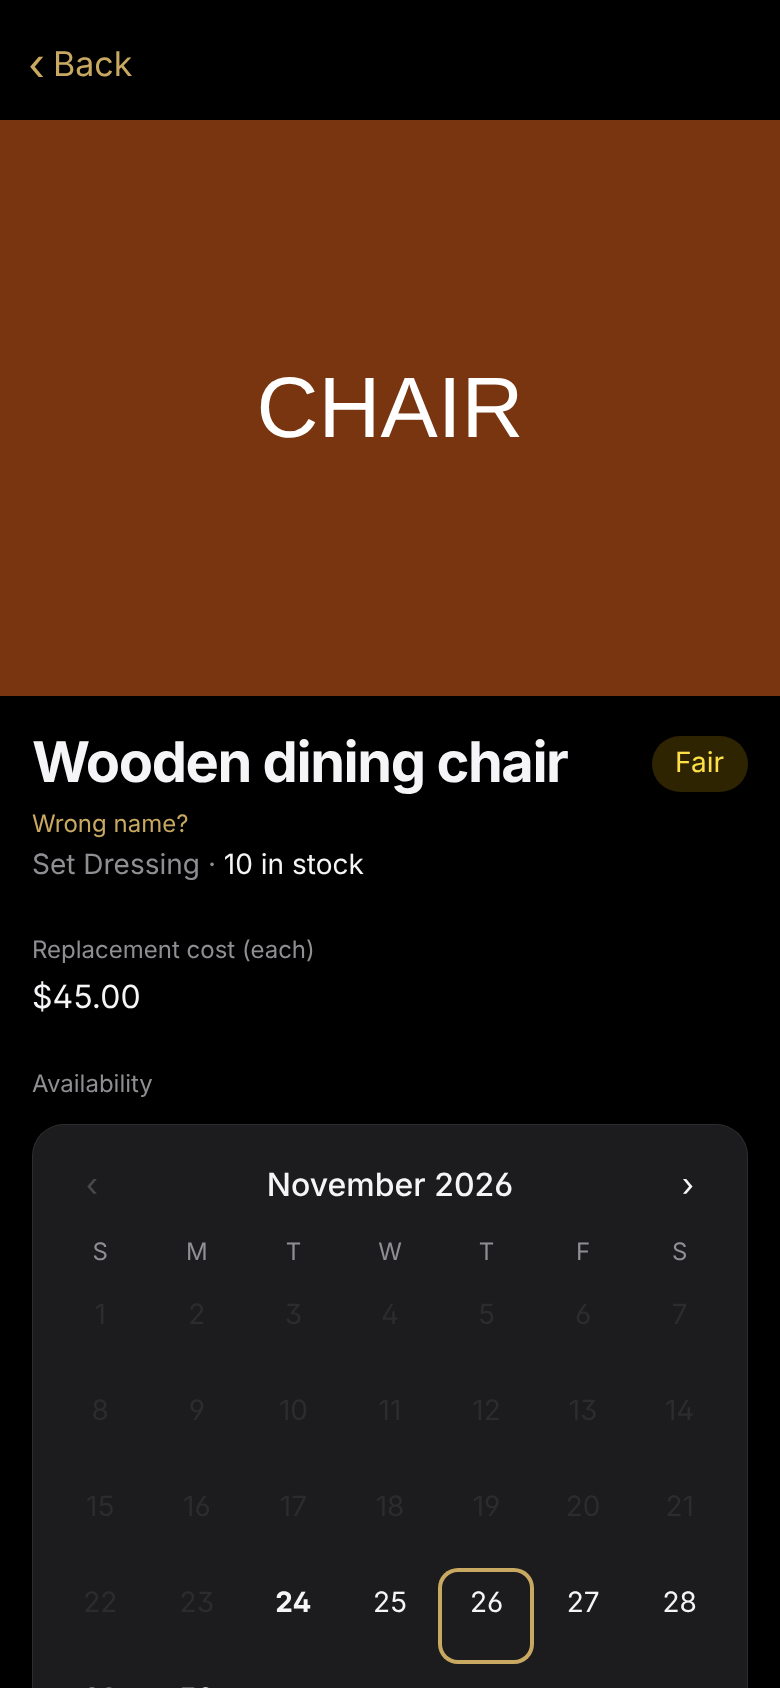 ‹ Back
CHAIR
Wooden dining chair
Fair
Wrong name?
Set Dressing · 10 in stock
Replacement cost (each)
$45.00
Availability
‹ November 2026 ›
S M T W T F S
1 2 3 4 5 6 7
8 9 10 11 12 13 14
15 16 17 18 19 20 21
22 23 24 25 26 27 28